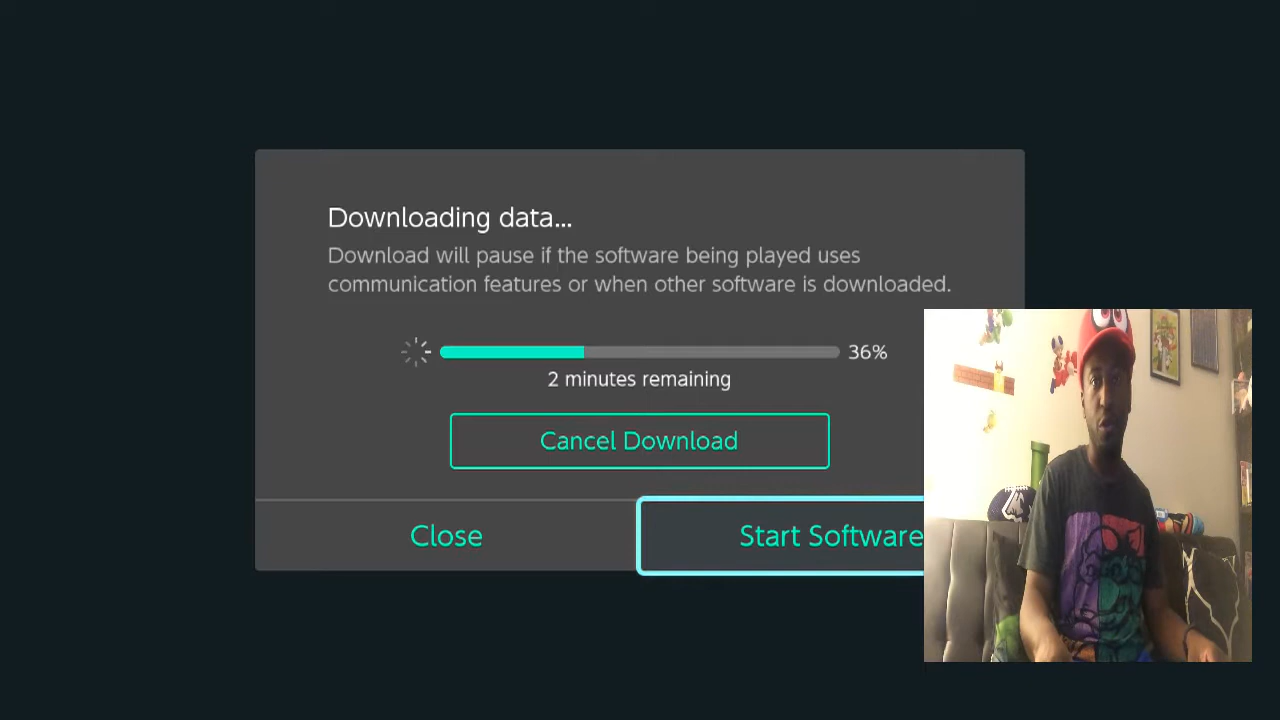 Downloading data...
Download will pause if the software being played uses
communication features or when other software is downloaded.
36%
2 minutes remaining
Cancel Download
Close
Start Software